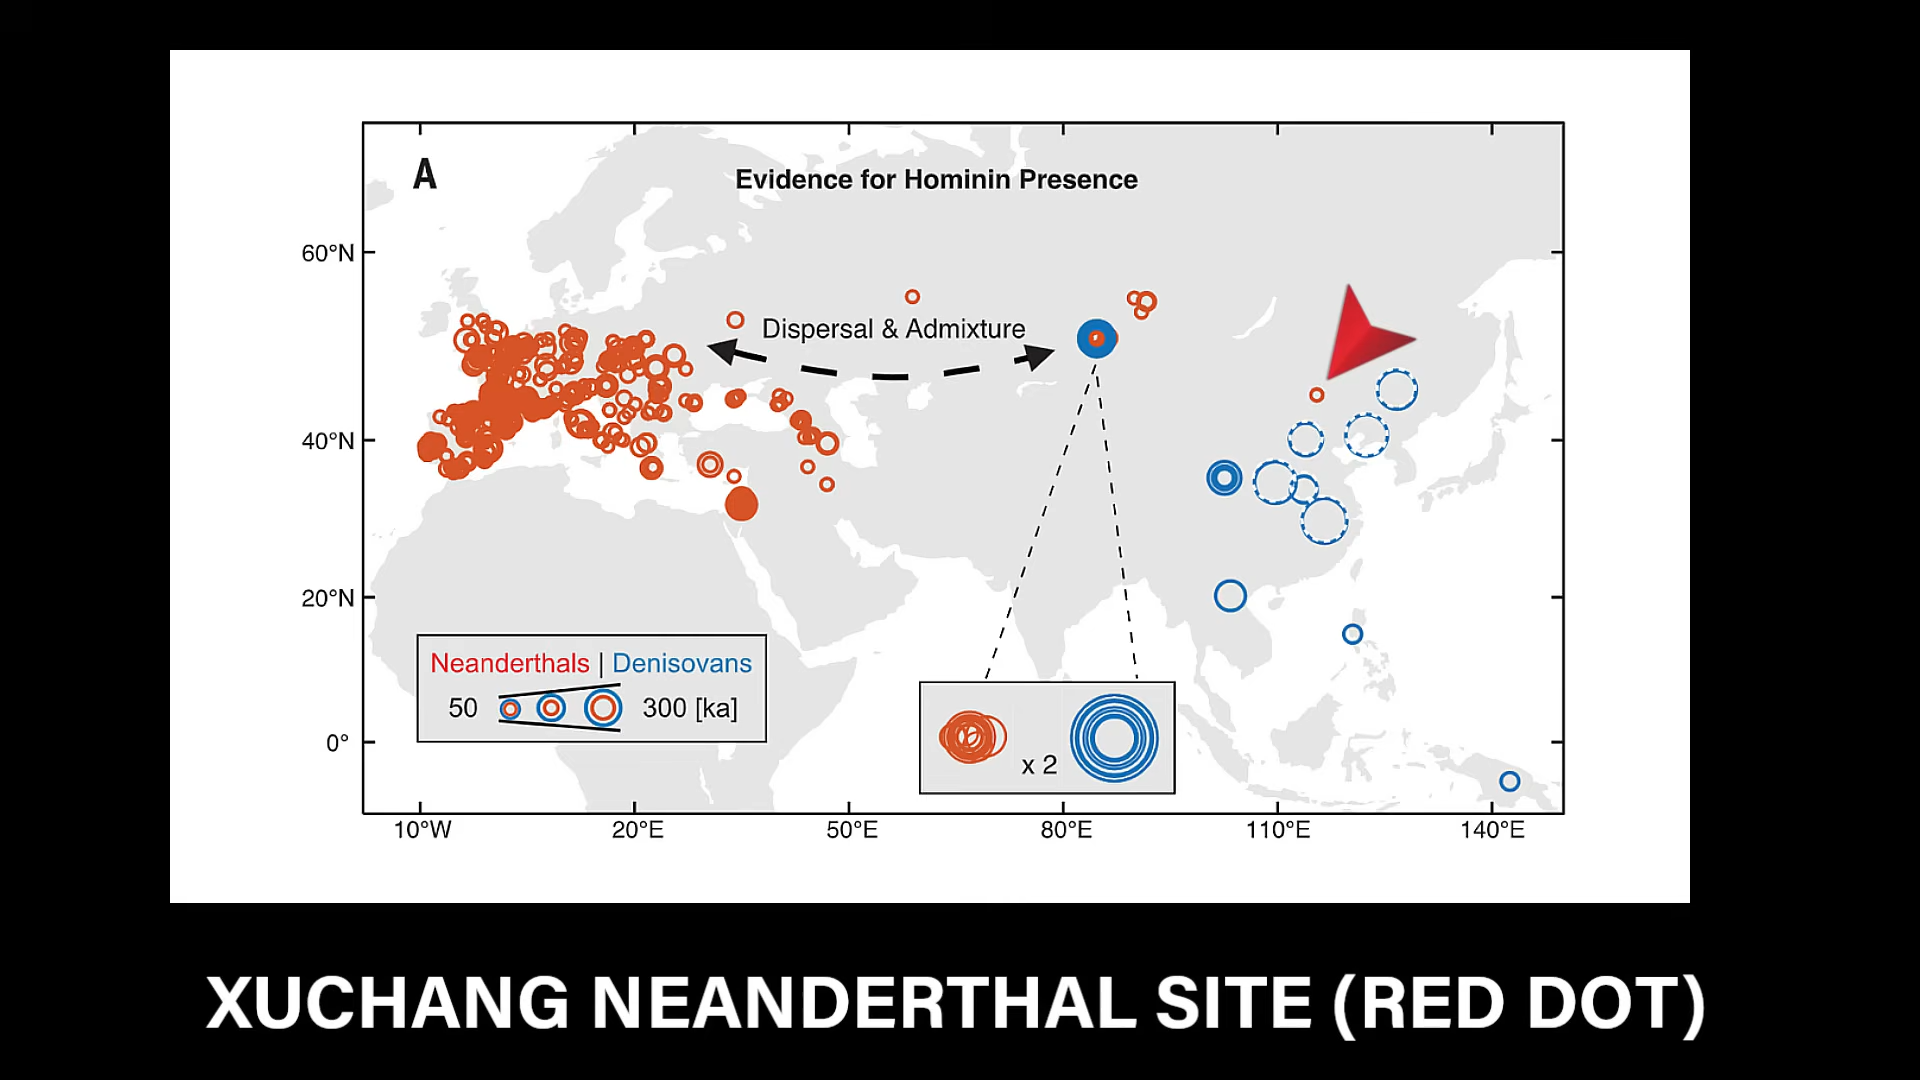 A
Evidence for Hominin Presence
60°N
Dispersal & Admixture
40°N
20°N
Neanderthals | Denisovans
50 300 [ka]
x 2
0°
10°W 20°E 50°E 80°E 110°E 140°E
XUCHANG NEANDERTHAL SITE (RED DOT)